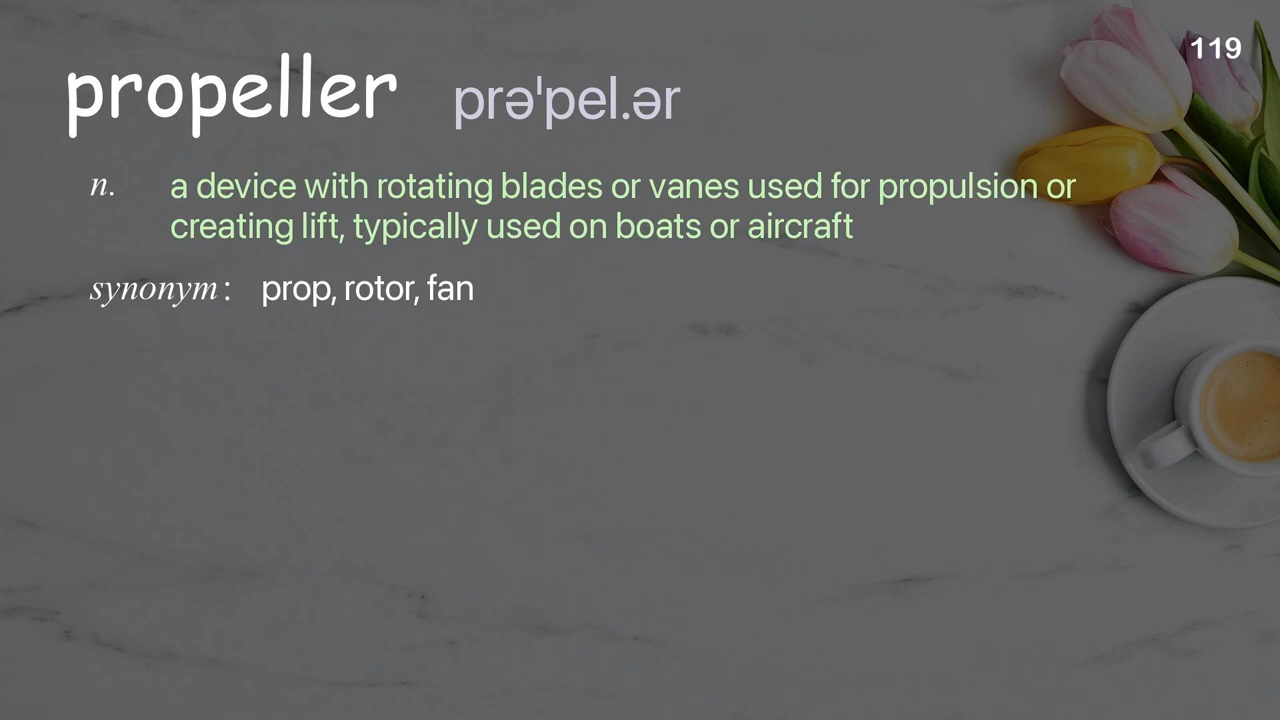 119
propeller prəˈpel.ər
n. a device with rotating blades or vanes used for propulsion or
creating lift, typically used on boats or aircraft
synonym: prop, rotor, fan